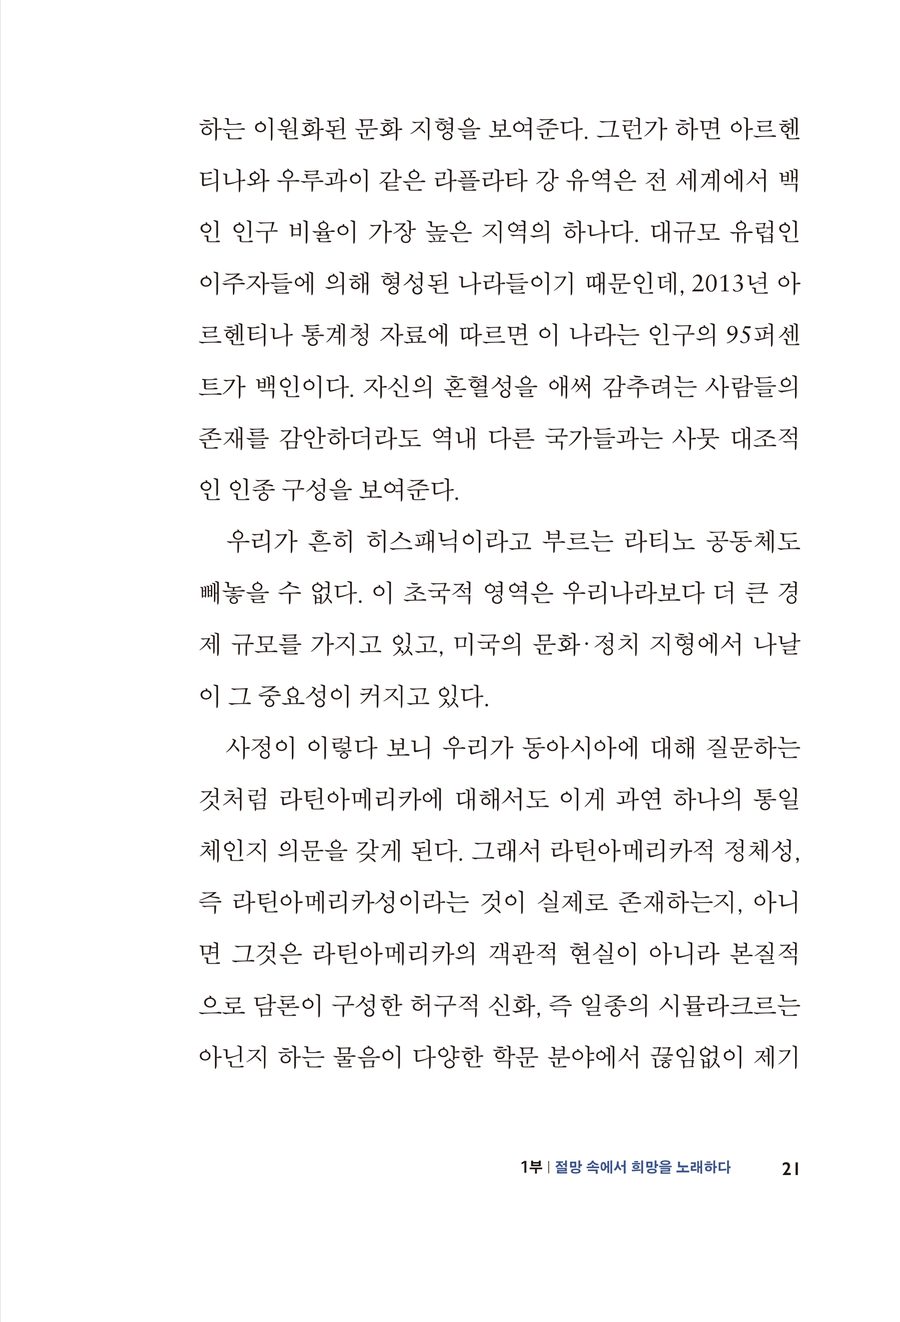 하는 이원화된 문화 지형을 보여준다. 그런가 하면 아르헨
티나와 우루과이 같은 라플라타 강 유역은 전 세계에서 백
인 인구 비율이 가장 높은 지역의 하나다. 대규모 유럽인
이주자들에 의해 형성된 나라들이기 때문인데, 2013년 아
르헨티나 통계청 자료에 따르면 이 나라는 인구의 95퍼센
트가 백인이다. 자신의 혼혈성을 애써 감추려는 사람들의
존재를 감안하더라도 역내 다른 국가들과는 사뭇 대조적
인 인종 구성을 보여준다.
우리가 흔히 히스패닉이라고 부르는 라티노 공동체도
빼놓을 수 없다. 이 초국적 영역은 우리나라보다 더 큰 경
제 규모를 가지고 있고, 미국의 문화·정치 지형에서 나날
이 그 중요성이 커지고 있다.
사정이 이렇다 보니 우리가 동아시아에 대해 질문하는
것처럼 라틴아메리카에 대해서도 이게 과연 하나의 통일
체인지 의문을 갖게 된다. 그래서 라틴아메리카적 정체성,
즉 라틴아메리카성이라는 것이 실제로 존재하는지, 아니
면 그것은 라틴아메리카의 객관적 현실이 아니라 본질적
으로 담론이 구성한 허구적 신화, 즉 일종의 시뮬라크르는
아닌지 하는 물음이 다양한 학문 분야에서 끊임없이 제기
1부 | 절망 속에서 희망을 노래하다 21